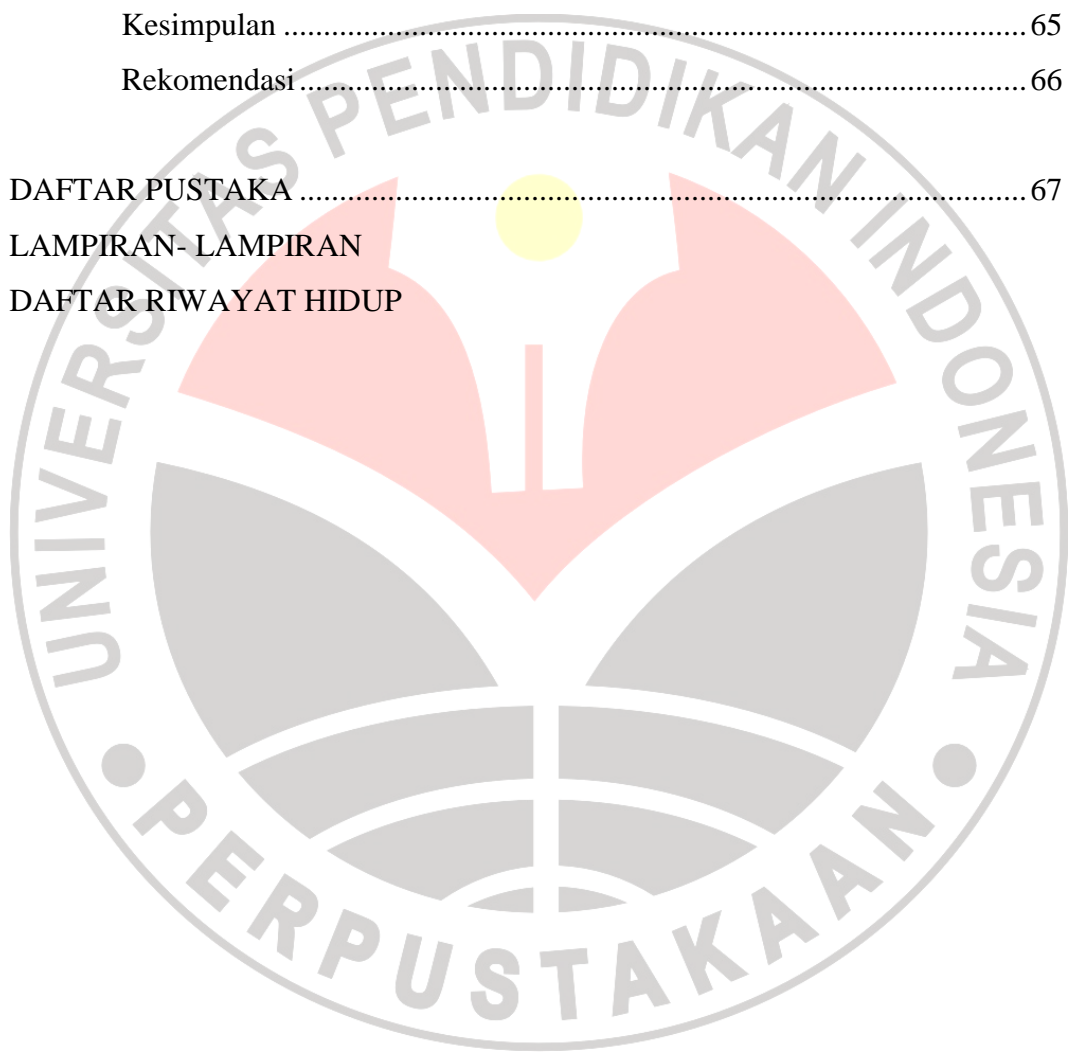 Kesimpulan ............................................................................................ 65
Rekomendasi .......................................................................................... 66
DAFTAR PUSTAKA .......................................................................................... 67
LAMPIRAN- LAMPIRAN
DAFTAR RIWAYAT HIDUP
UNIVERSITAS PENDIDIKAN INDONESIA
PERPUSTAKAAN